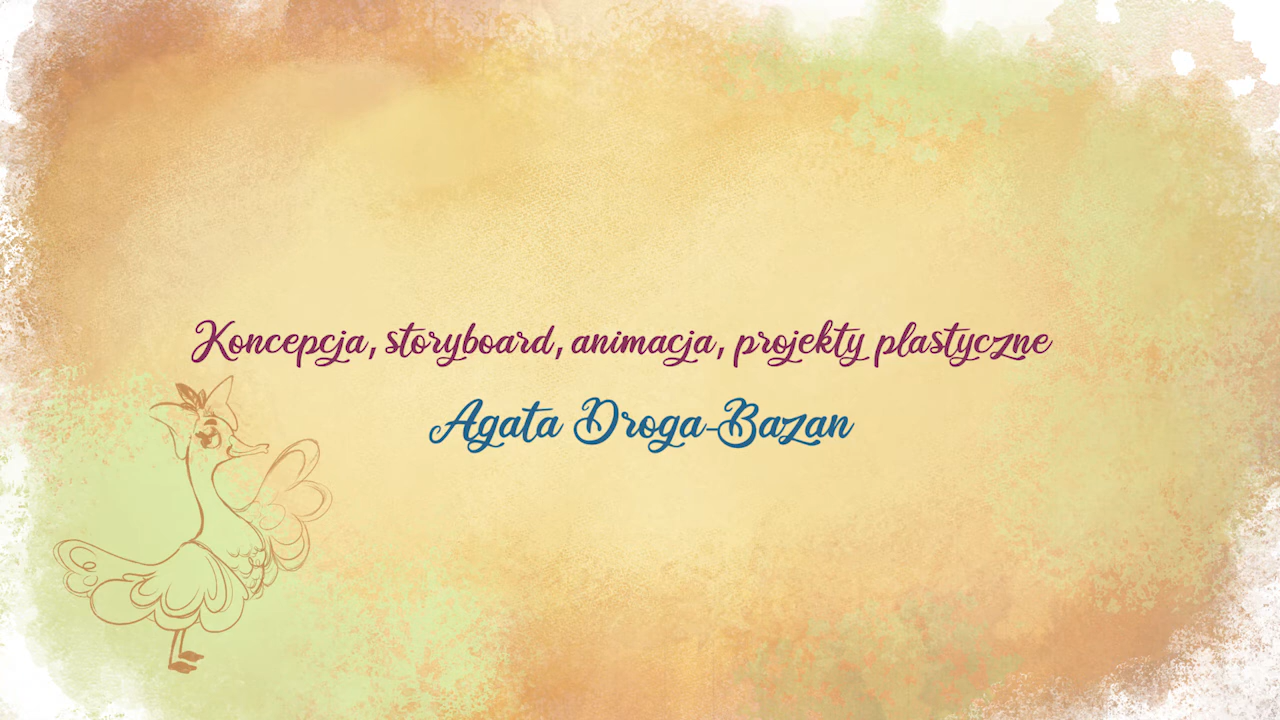 Koncepcja, storyboard, animacja, projekty plastyczne
Agata Droga-Bazan